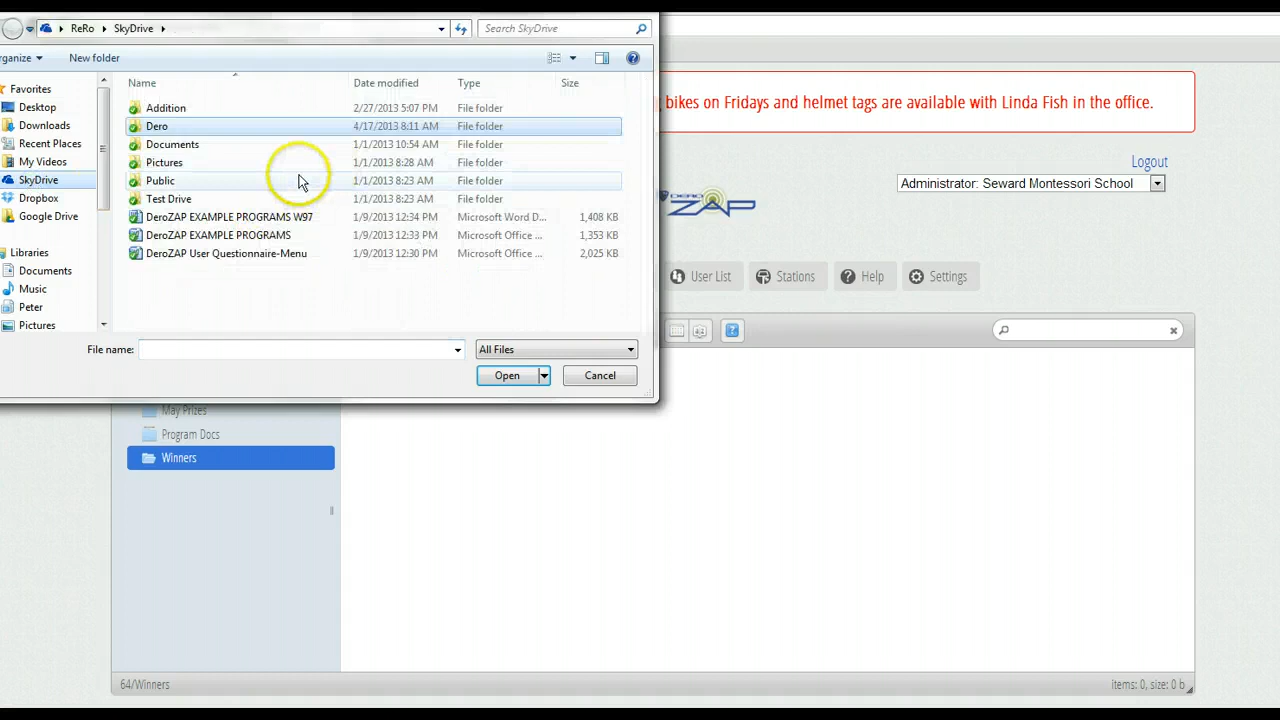 ReRo SkyDrive
Search SkyDrive
rganize New folder
Name Date modified Type Size
Favorites
Desktop
Downloads
Recent Places
My Videos
SkyDrive
Dropbox
Google Drive
Libraries
Documents
Music
Peter
Pictures
Addition 2/27/2013 5:07 PM File folder
Dero 4/17/2013 8:11 AM File folder
Documents 1/1/2013 10:54 AM File folder
Pictures 1/1/2013 8:28 AM File folder
Public 1/1/2013 8:23 AM File folder
Test Drive 1/1/2013 8:23 AM File folder
DeroZAP EXAMPLE PROGRAMS W97 1/9/2013 12:34 PM Microsoft Word D... 1,408 KB
DeroZAP EXAMPLE PROGRAMS 1/9/2013 12:33 PM Microsoft Office ... 1,353 KB
DeroZAP User Questionnaire-Menu 1/9/2013 12:30 PM Microsoft Office ... 2,025 KB
File name: All Files
Open Cancel
bikes on Fridays and helmet tags are available with Linda Fish in the office.
Logout
Administrator: Seward Montessori School
DERO ZAP
User List Stations Help Settings
May Prizes
Program Docs
Winners
64/Winners items: 0, size: 0 b